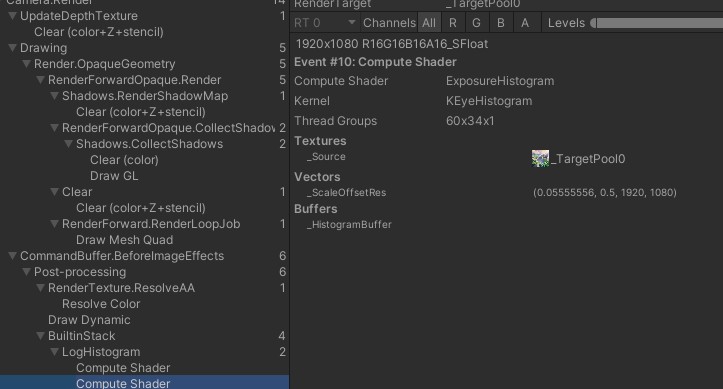 Camera.Render 14
UpdateDepthTexture 1
Clear (color+Z+stencil)
Drawing 5
Render.OpaqueGeometry 5
RenderForwardOpaque.Render 5
Shadows.RenderShadowMap 1
Clear (color+Z+stencil)
RenderForwardOpaque.CollectShadow 2
Shadows.CollectShadows 2
Clear (color)
Draw GL
Clear 1
Clear (color+Z+stencil)
RenderForward.RenderLoopJob 1
Draw Mesh Quad
CommandBuffer.BeforeImageEffects 6
Post-processing 6
RenderTexture.ResolveAA 1
Resolve Color
Draw Dynamic
BuiltinStack 4
LogHistogram 2
Compute Shader
Compute Shader
RenderTarget _TargetPool0
RT 0 Channels All R G B A Levels
1920x1080 R16G16B16A16_SFloat
Event #10: Compute Shader
Compute Shader ExposureHistogram
Kernel KEyeHistogram
Thread Groups 60x34x1
Textures
_Source _TargetPool0
Vectors
_ScaleOffsetRes (0.05555556, 0.5, 1920, 1080)
Buffers
_HistogramBuffer